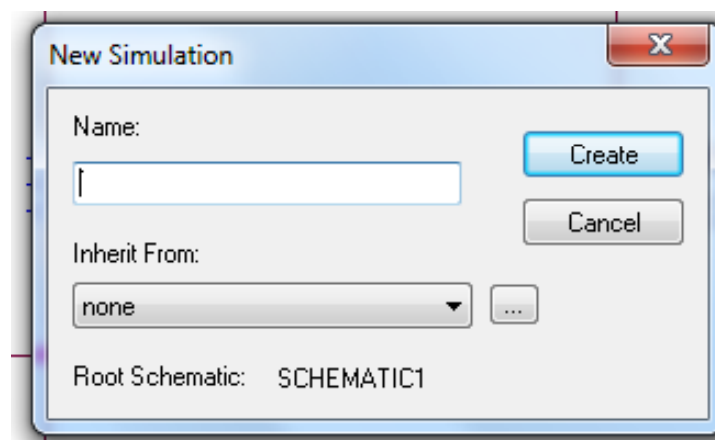 New Simulation
Name:
Create
Cancel
Inherit From:
none
...
Root Schematic: SCHEMATIC1